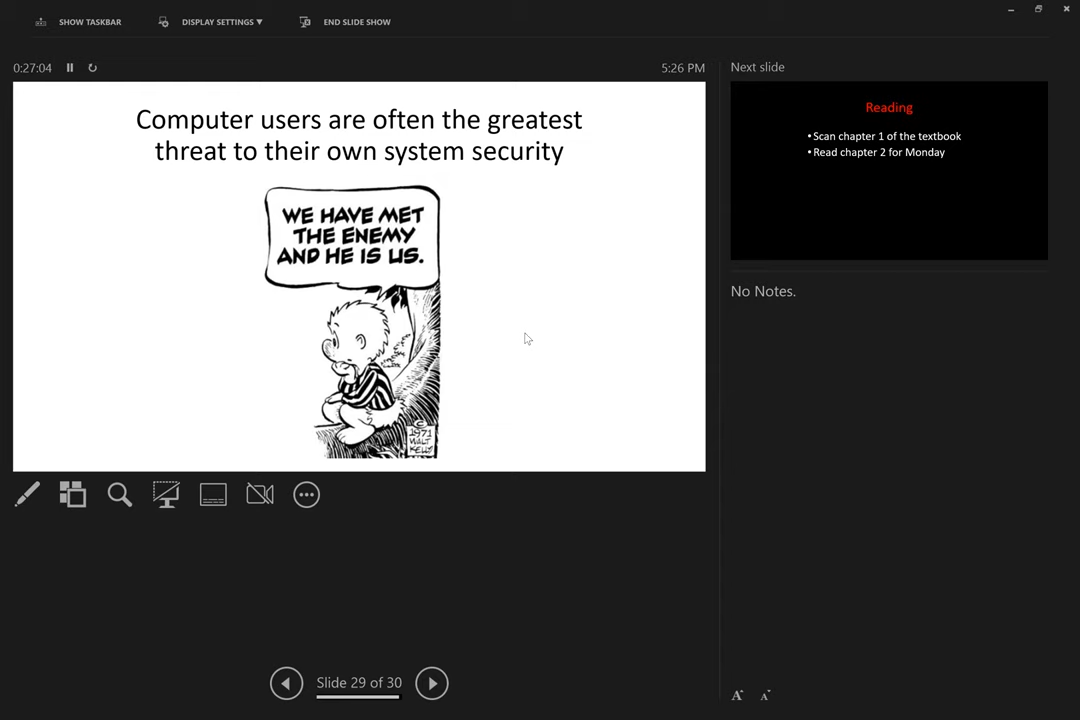 SHOW TASKBAR
DISPLAY SETTINGS ▼
END SLIDE SHOW
0:27:04
5:26 PM
Computer users are often the greatest
threat to their own system security
WE HAVE MET
THE ENEMY
AND HE IS US.
©
1971
WALT
KELLY
Next slide
Reading
•Scan chapter 1 of the textbook
•Read chapter 2 for Monday
No Notes.
Slide 29 of 30
A A